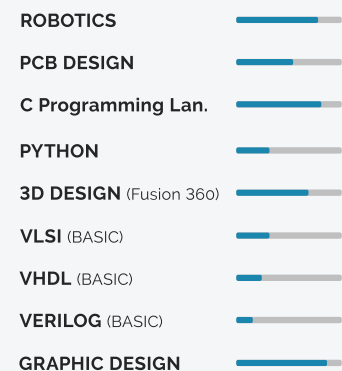 ROBOTICS
PCB DESIGN
C Programming Lan.
PYTHON
3D DESIGN (Fusion 360)
VLSI (BASIC)
VHDL (BASIC)
VERILOG (BASIC)
GRAPHIC DESIGN